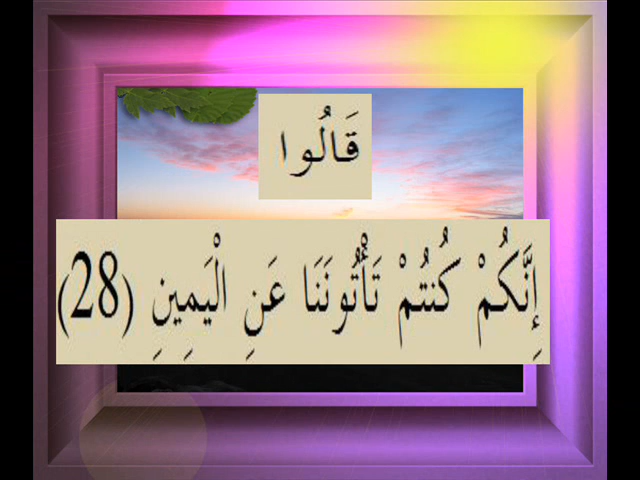 قَالُوا
إِنَّكُمْ كُنتُمْ تَأْتُونَنَا عَنِ الْيَمِينِ (28)